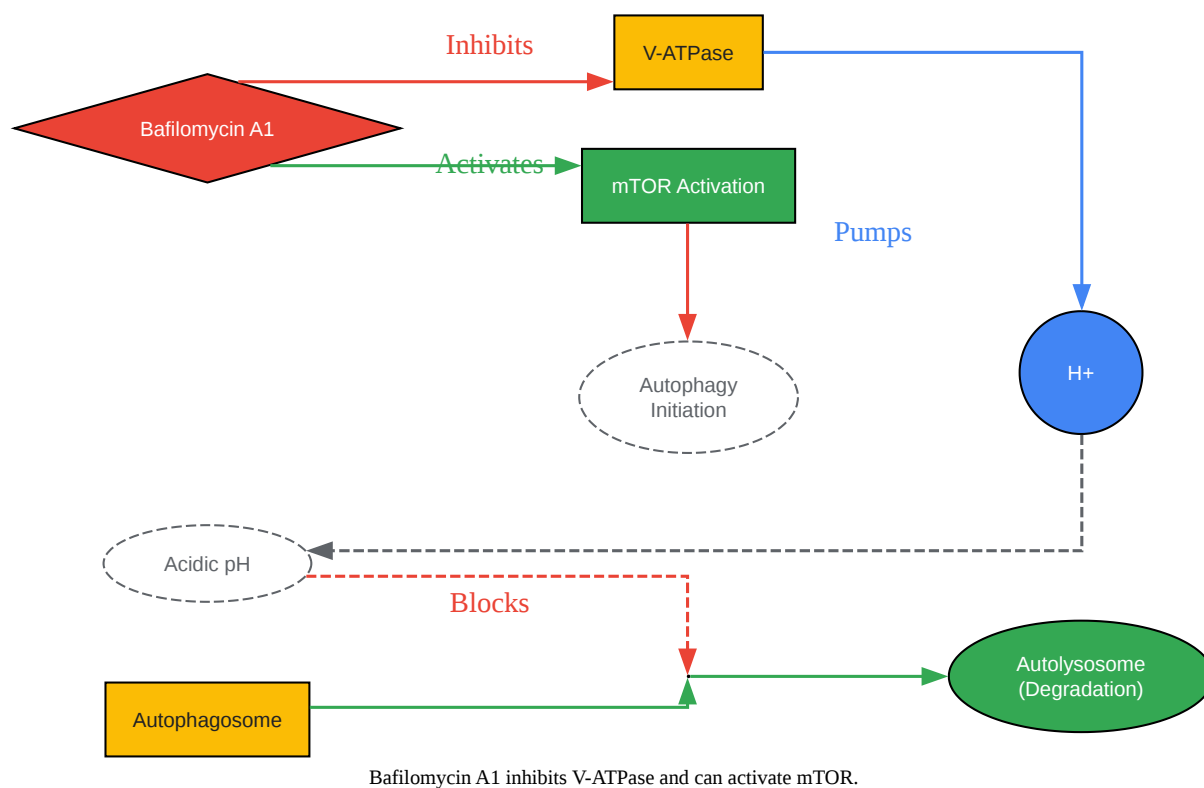 Inhibits
V-ATPase
Bafilomycin A1
Activates
mTOR Activation
Pumps
H+
Autophagy
Initiation
Acidic pH
Blocks
Autolysosome
(Degradation)
Autophagosome
Bafilomycin A1 inhibits V-ATPase and can activate mTOR.